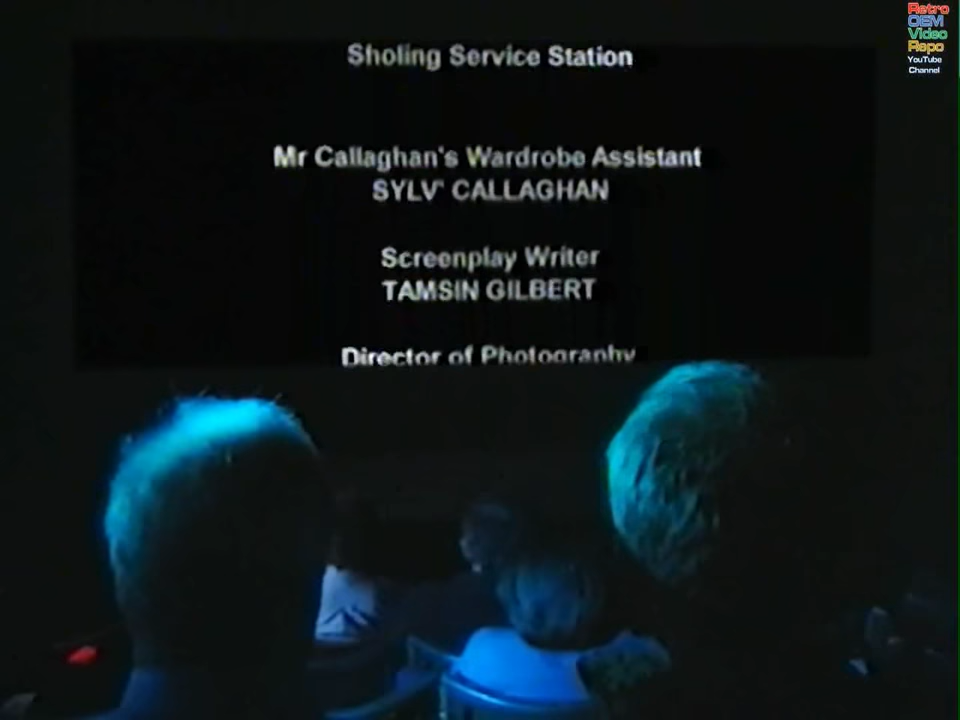 Sholing Service Station
Mr Callaghan's Wardrobe Assistant
SYLV' CALLAGHAN
Screenplay Writer
TAMSIN GILBERT
Director of Photography
Retro
OEM
Video
Repo
YouTube
Channel